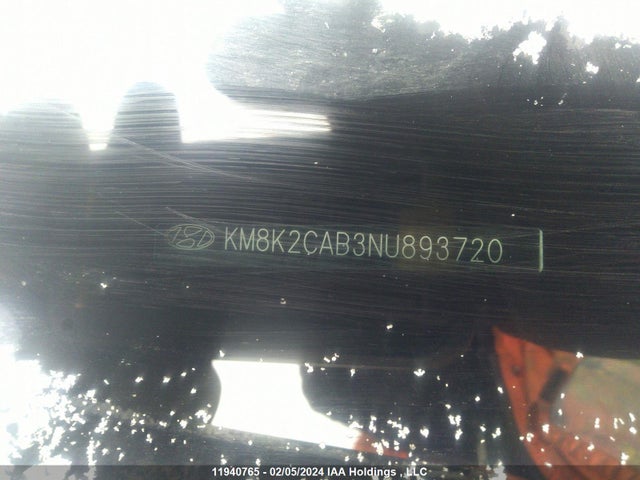 KM8K2CAB3NU893720
11940765 - 02/05/2024 IAA Holdings , LLC